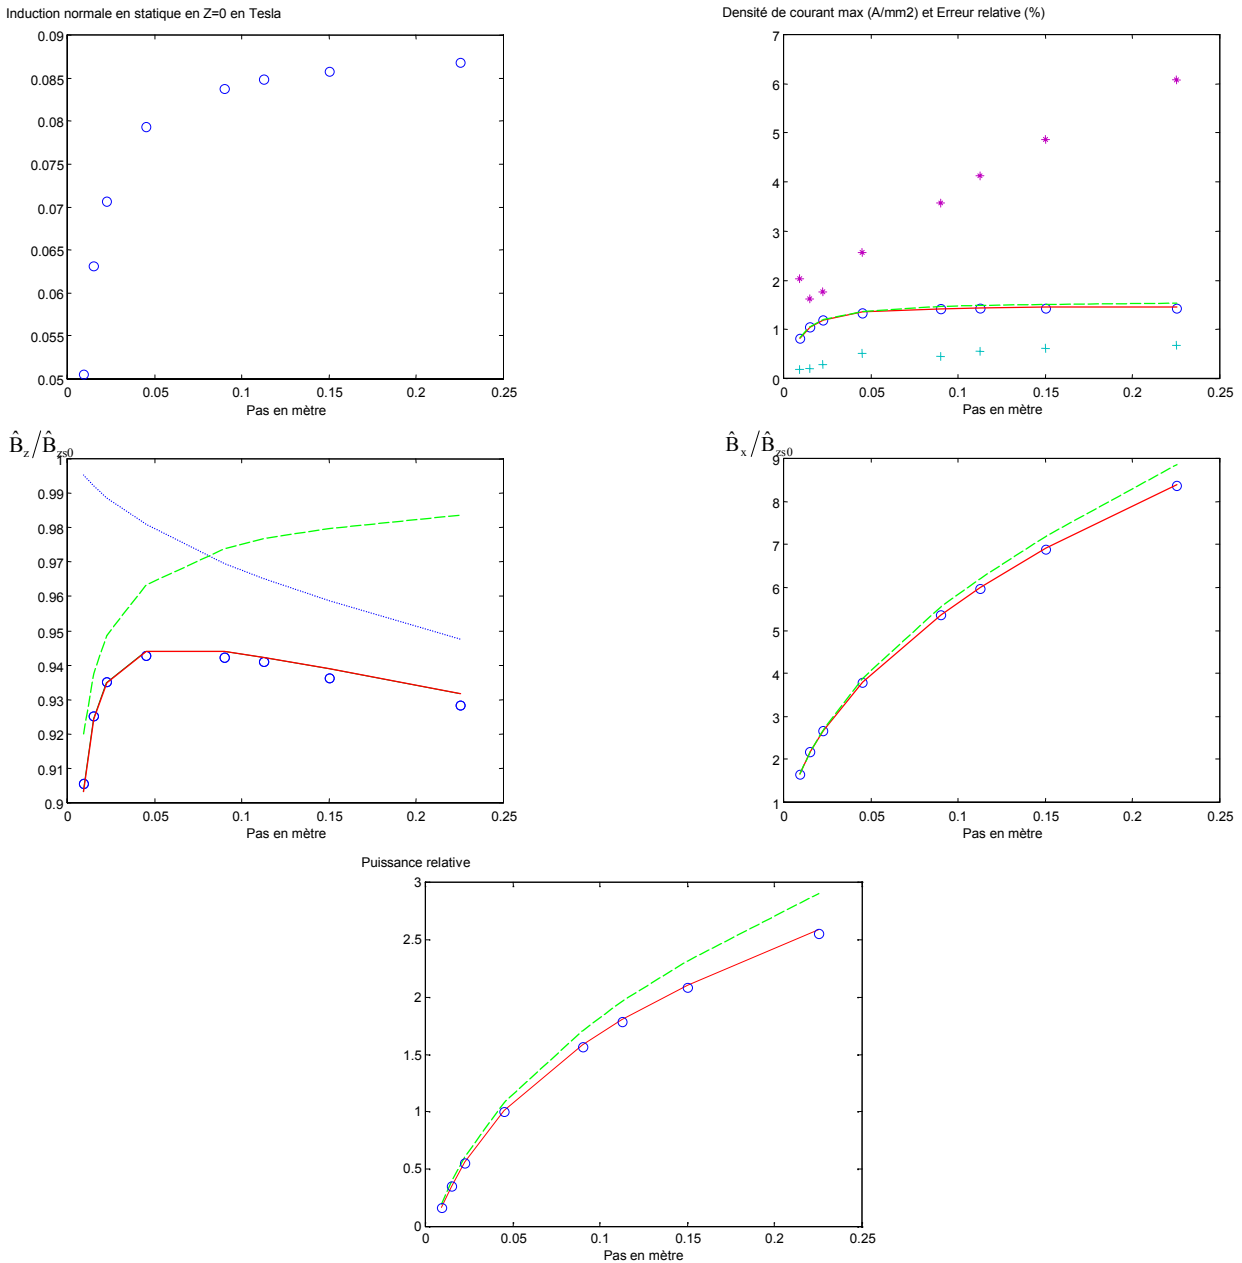 Induction normale en statique en Z=0 en Tesla
0.09
0.085
0.08
0.075
0.07
0.065
0.06
0.055
0.05
0 0.05 0.1 0.15 0.2 0.25
Pas en mètre
Densité de courant max (A/mm2) et Erreur relative (%)
7
6
5
4
3
2
1
0
0 0.05 0.1 0.15 0.2 0.25
Pas en mètre
B̂z/B̂zs0
1
0.99
0.98
0.97
0.96
0.95
0.94
0.93
0.92
0.91
0.9
0 0.05 0.1 0.15 0.2 0.25
Pas en mètre
B̂x/B̂zs0
9
8
7
6
5
4
3
2
1
0 0.05 0.1 0.15 0.2 0.25
Pas en mètre
Puissance relative
3
2.5
2
1.5
1
0.5
0
0 0.05 0.1 0.15 0.2 0.25
Pas en mètre